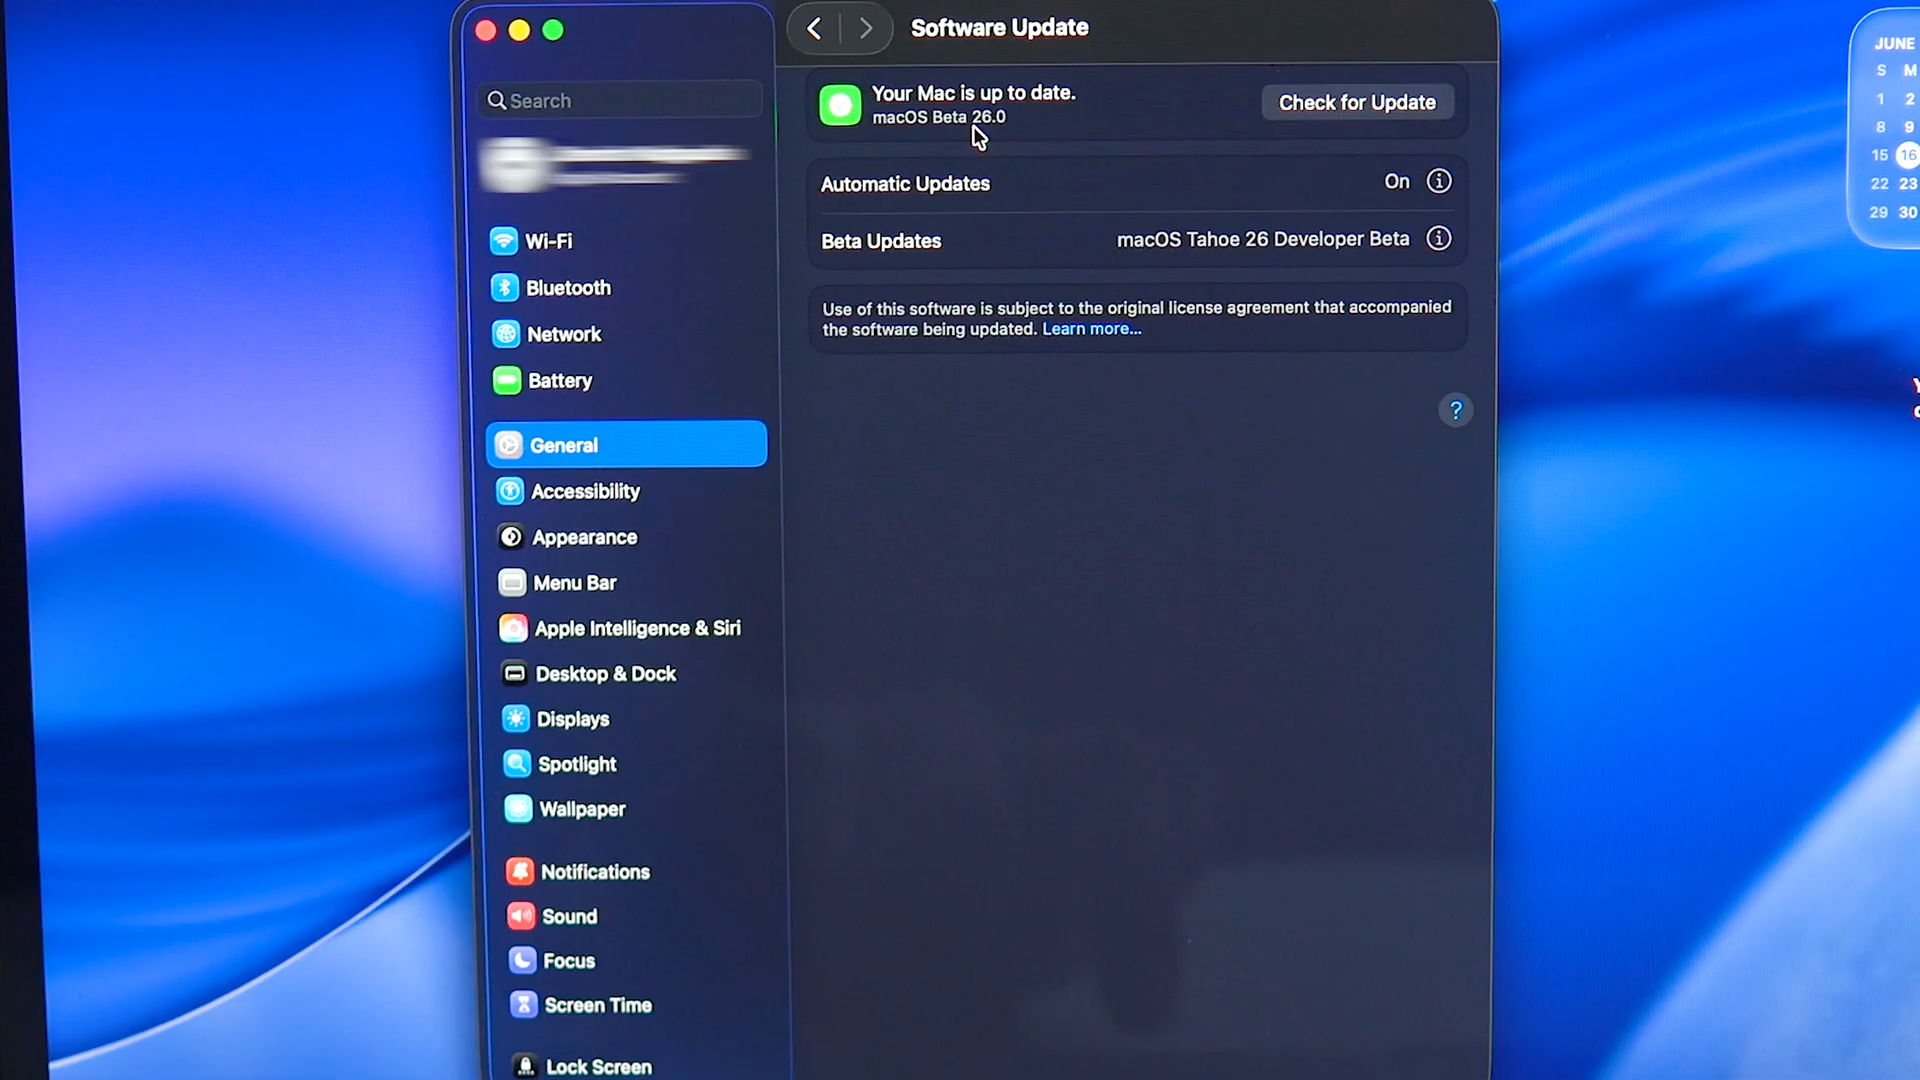 Software Update
Search
Your Mac is up to date.
macOS Beta 26.0
Check for Update
Automatic Updates
On
Beta Updates
macOS Tahoe 26 Developer Beta
Use of this software is subject to the original license agreement that accompanied
the software being updated. Learn more...
?
Wi-Fi
Bluetooth
Network
Battery
General
Accessibility
Appearance
Menu Bar
Apple Intelligence & Siri
Desktop & Dock
Displays
Spotlight
Wallpaper
Notifications
Sound
Focus
Screen Time
Lock Screen
JUNE
S M
1 2
8 9
15 16
22 23
29 30